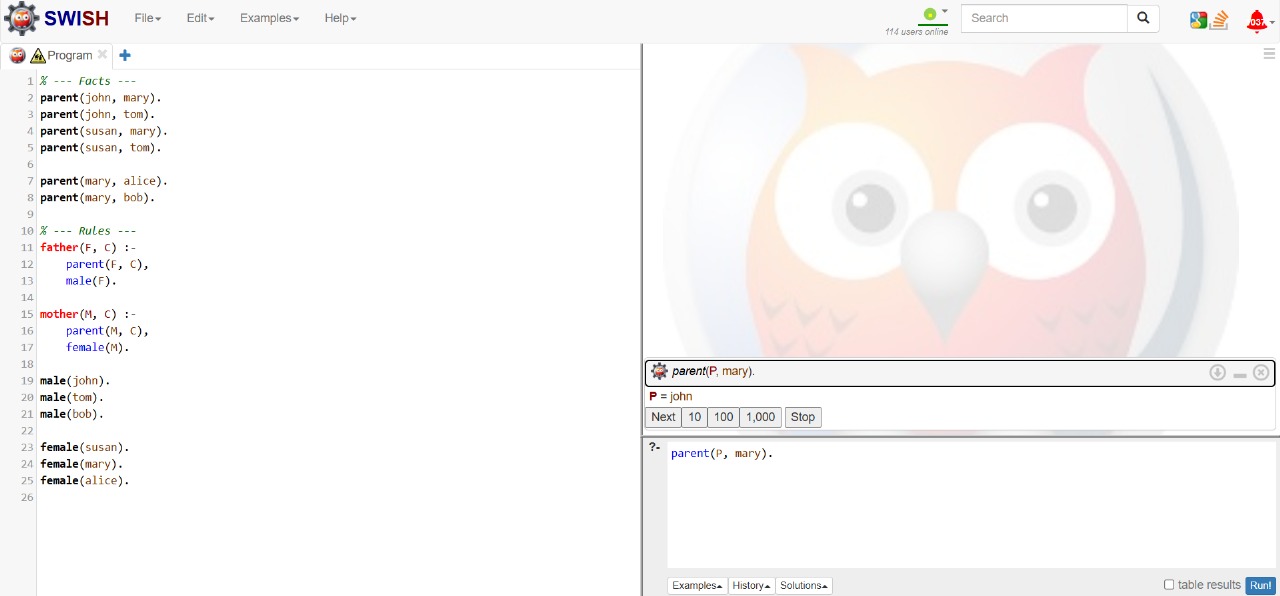 SWISH File Edit Examples Help 114 users online Search
Program
1 % --- Facts ---
2 parent(john, mary).
3 parent(john, tom).
4 parent(susan, mary).
5 parent(susan, tom).
6
7 parent(mary, alice).
8 parent(mary, bob).
9
10 % --- Rules ---
11 father(F, C) :-
12     parent(F, C),
13     male(F).
14
15 mother(M, C) :-
16     parent(M, C),
17     female(M).
18
19 male(john).
20 male(tom).
21 male(bob).
22
23 female(susan).
24 female(mary).
25 female(alice).
26
parent(P, mary).
P = john
Next 10 100 1,000 Stop
?- parent(P, mary).
Examples History Solutions table results Run!